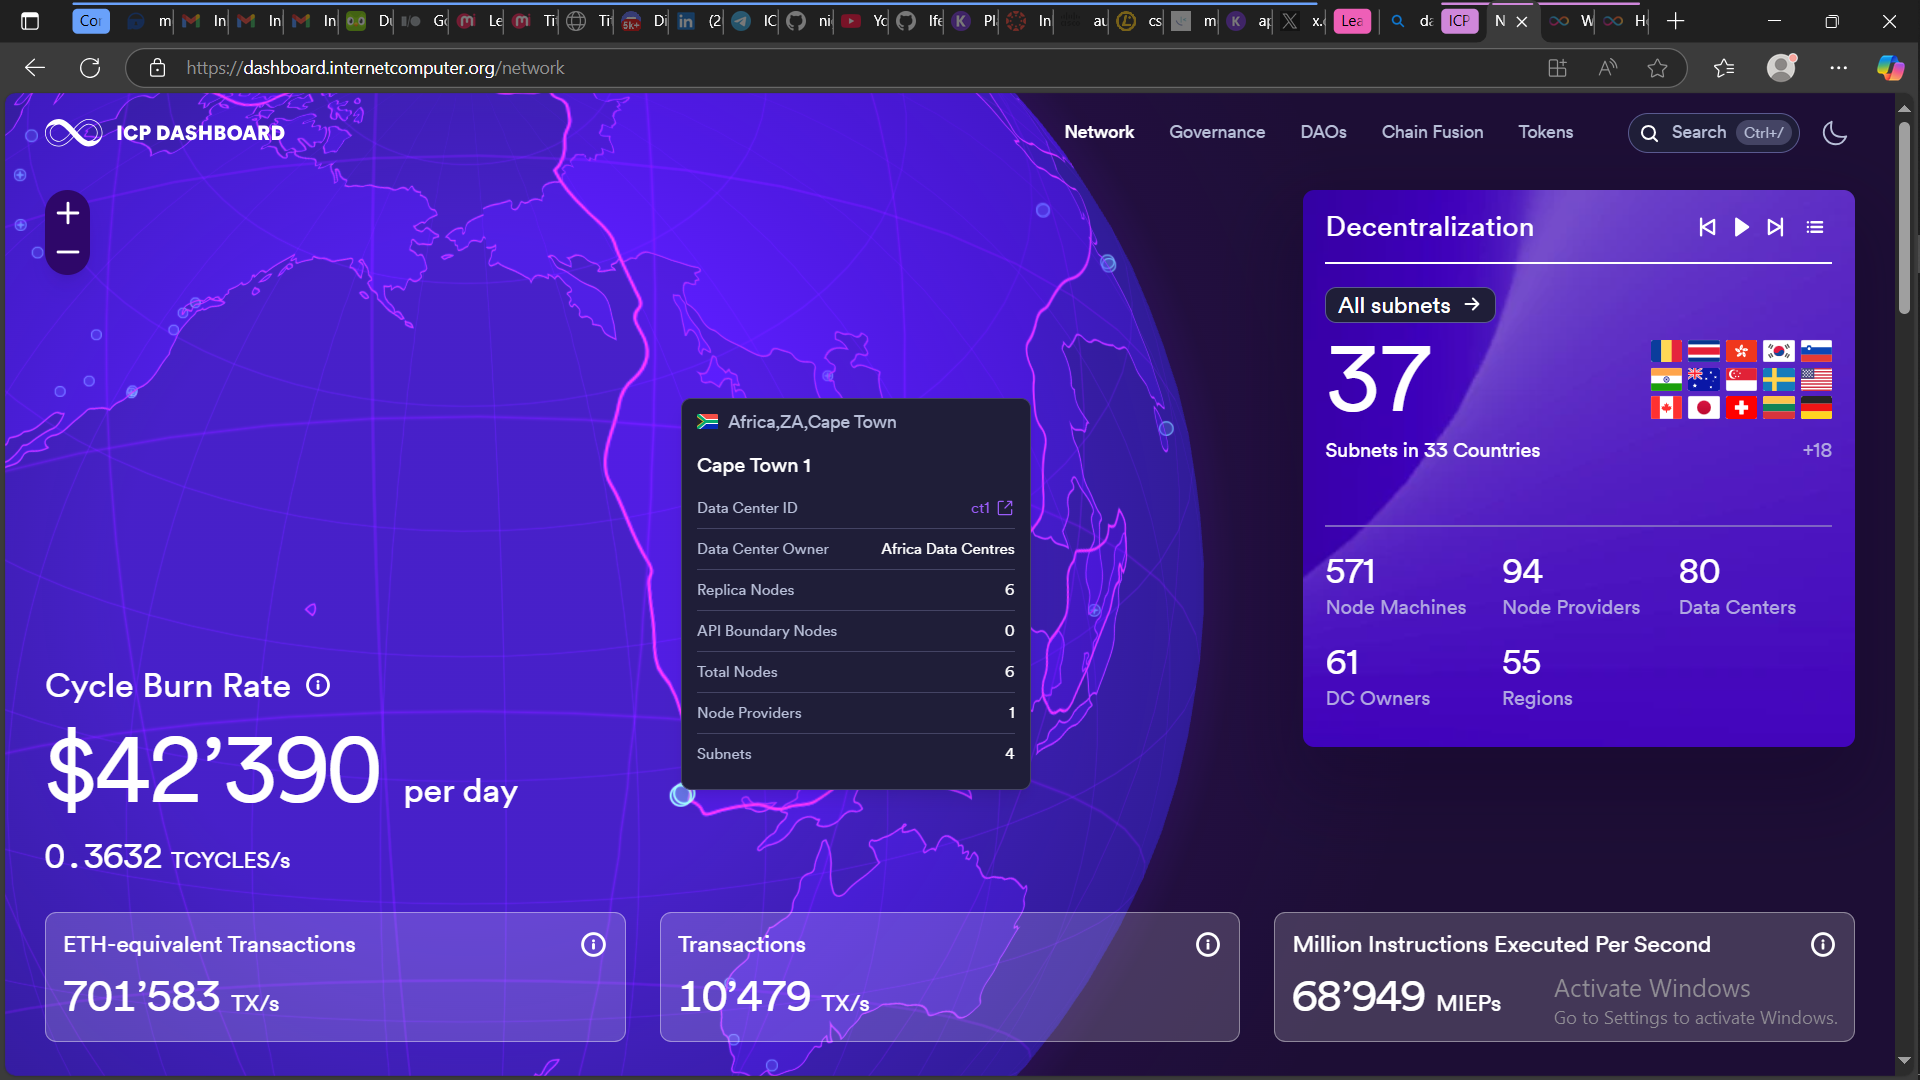 Cor
m
In
In
In
Du
Go
Le
Ti
Ti
Di
(2
IC
nic
Yo
Ife
Pl
In
au
cs
m
ap
x.c
Lea
da
ICP
N
W
Ho
https://dashboard.internetcomputer.org/network
ICP DASHBOARD
Network
Governance
DAOs
Chain Fusion
Tokens
Search Ctrl+/
Decentralization
All subnets →
37
Subnets in 33 Countries
+18
571
Node Machines
94
Node Providers
80
Data Centers
61
DC Owners
55
Regions
Africa,ZA,Cape Town
Cape Town 1
Data Center ID ct1
Data Center Owner Africa Data Centres
Replica Nodes 6
API Boundary Nodes 0
Total Nodes 6
Node Providers 1
Subnets 4
Cycle Burn Rate
$42’390 per day
0.3632 TCYCLES/s
ETH-equivalent Transactions
701’583 TX/s
Transactions
10’479 TX/s
Million Instructions Executed Per Second
68’949 MIEPs
Activate Windows
Go to Settings to activate Windows.